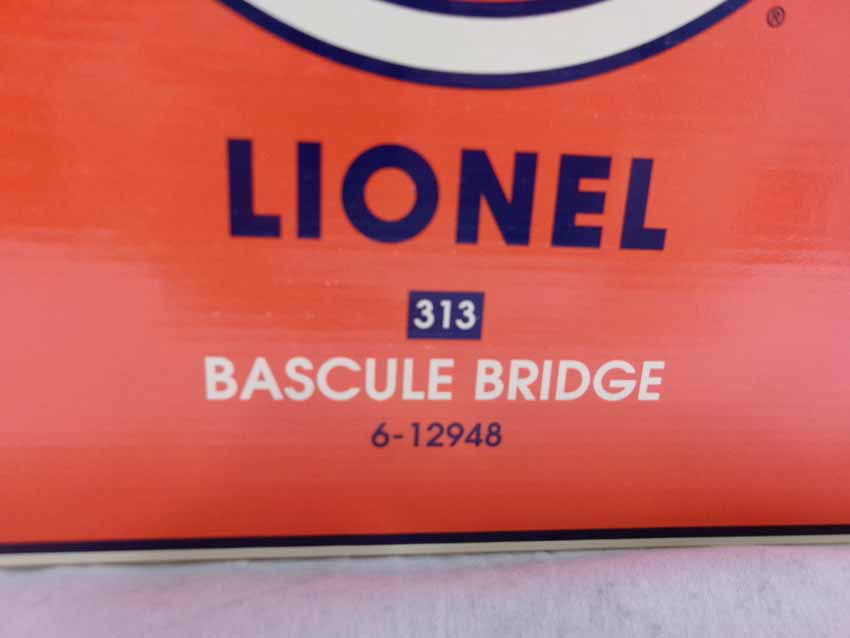 ®
LIONEL
313
BASCULE BRIDGE
6-12948